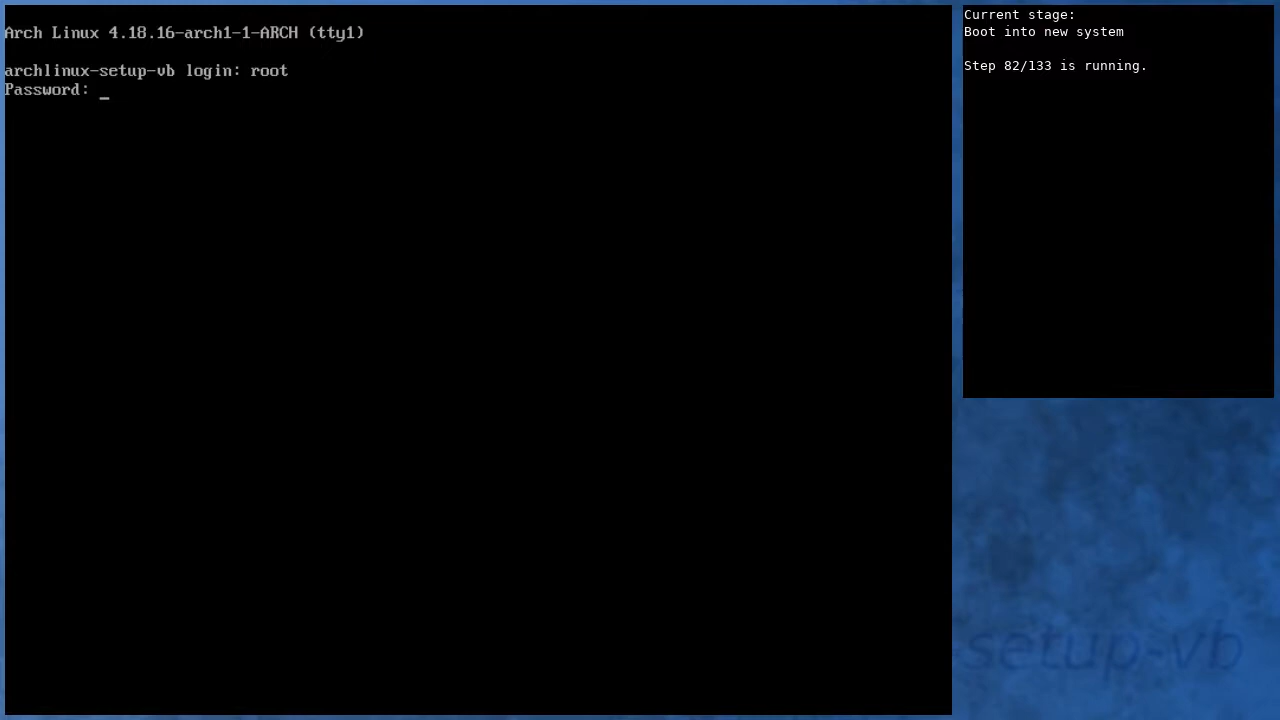 Arch Linux 4.18.16-arch1-1-ARCH (tty1)
archlinux-setup-vb login: root
Password: _
Current stage:
Boot into new system
Step 82/133 is running.
-setup-vb